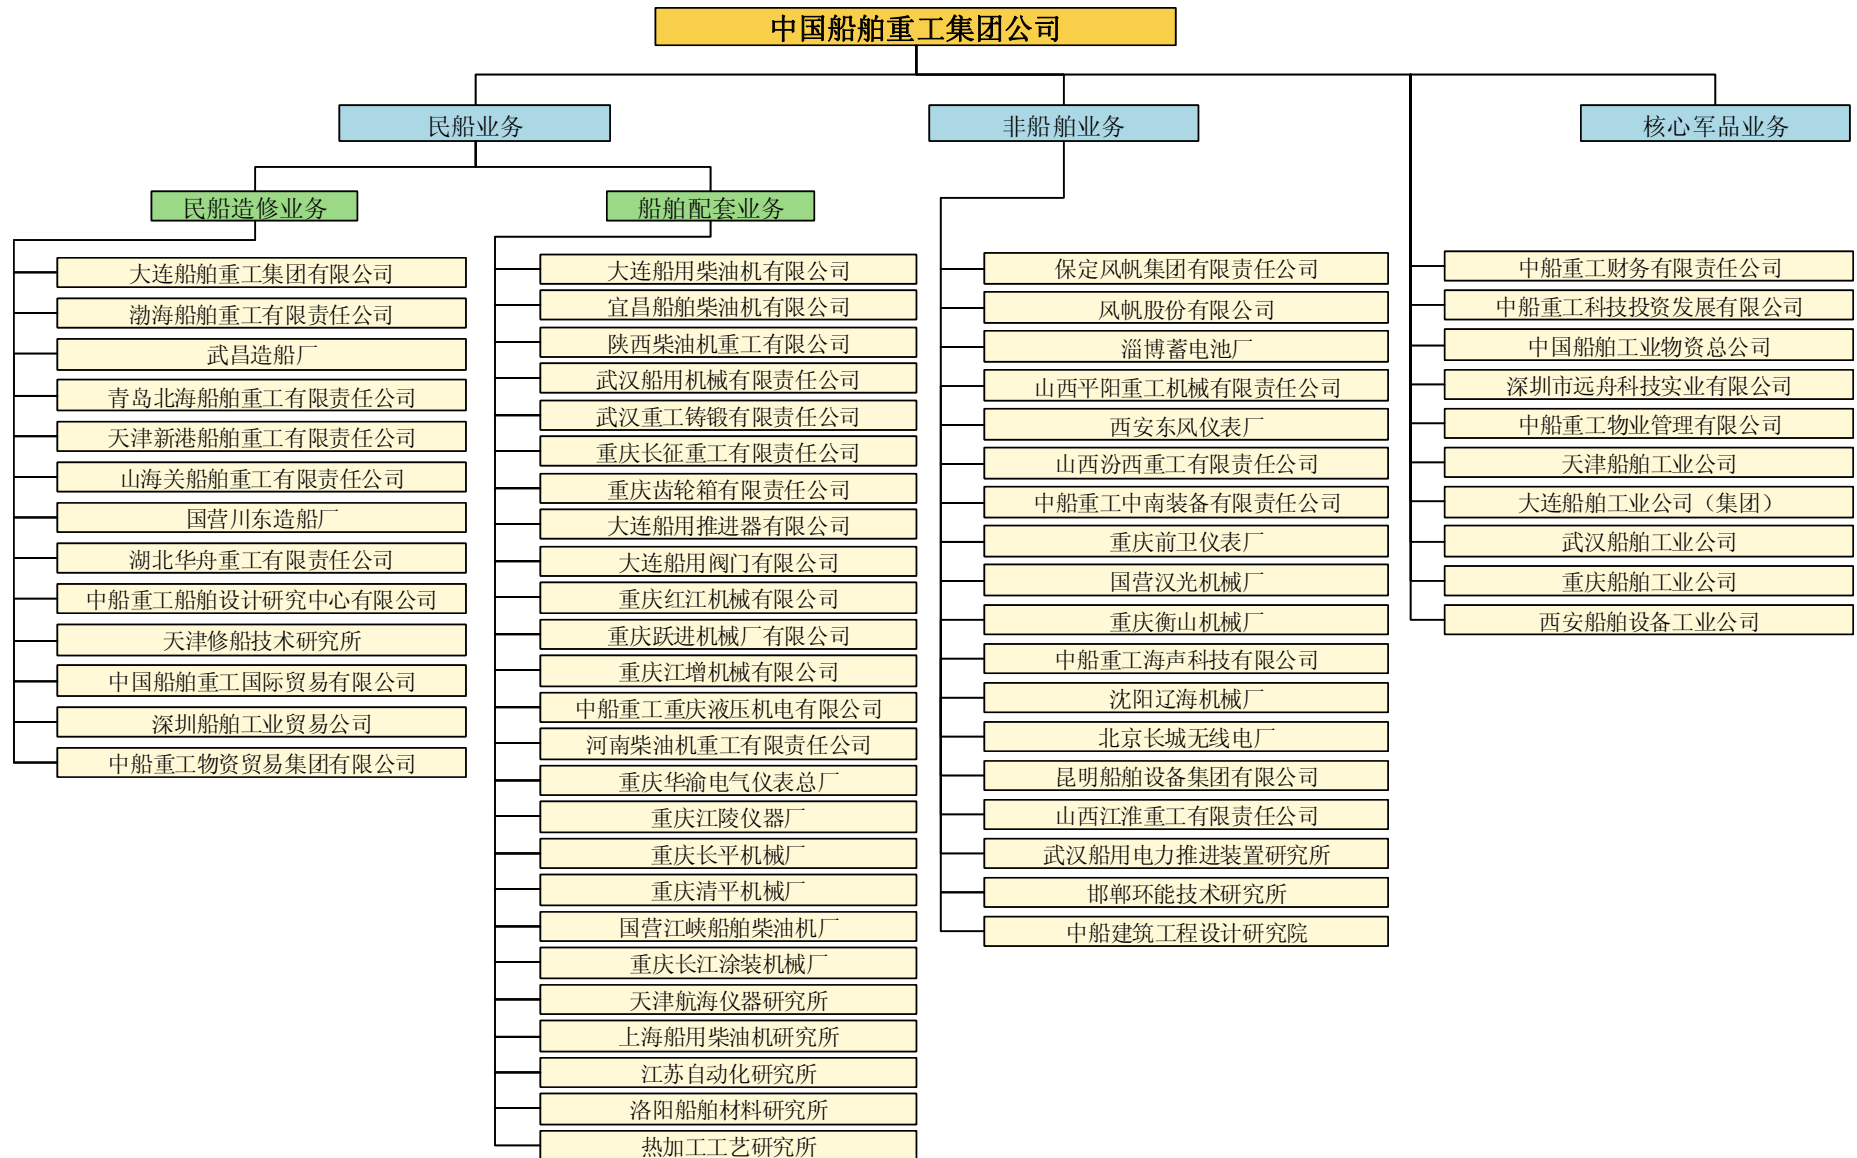 中国船舶重工集团公司
民船业务
非船舶业务
核心军品业务
民船造修业务
船舶配套业务
大连船舶重工集团有限公司
渤海船舶重工有限责任公司
武昌造船厂
青岛北海船舶重工有限责任公司
天津新港船舶重工有限责任公司
山海关船舶重工有限责任公司
国营川东造船厂
湖北华舟重工有限责任公司
中船重工船舶设计研究中心有限公司
天津修船技术研究所
中国船舶重工国际贸易有限公司
深圳船舶工业贸易公司
中船重工物资贸易集团有限公司
大连船用柴油机有限公司
宜昌船舶柴油机有限公司
陕西柴油机重工有限公司
武汉船用机械有限责任公司
武汉重工铸锻有限责任公司
重庆长征重工有限责任公司
重庆齿轮箱有限责任公司
大连船用推进器有限公司
大连船用阀门有限公司
重庆红江机械有限公司
重庆跃进机械厂有限公司
重庆江增机械有限公司
中船重工重庆液压机电有限公司
河南柴油机重工有限责任公司
重庆华渝电气仪表总厂
重庆江陵仪器厂
重庆长平机械厂
重庆清平机械厂
国营江峡船舶柴油机厂
重庆长江涂装机械厂
天津航海仪器研究所
上海船用柴油机研究所
江苏自动化研究所
洛阳船舶材料研究所
热加工工艺研究所
保定风帆集团有限责任公司
风帆股份有限公司
淄博蓄电池厂
山西平阳重工机械有限责任公司
西安东风仪表厂
山西汾西重工有限责任公司
中船重工中南装备有限责任公司
重庆前卫仪表厂
国营汉光机械厂
重庆衡山机械厂
中船重工海声科技有限公司
沈阳辽海机械厂
北京长城无线电厂
昆明船舶设备集团有限公司
山西江淮重工有限责任公司
武汉船用电力推进装置研究所
邯郸环能技术研究所
中船建筑工程设计研究院
中船重工财务有限责任公司
中船重工科技投资发展有限公司
中国船舶工业物资总公司
深圳市远舟科技实业有限公司
中船重工物业管理有限公司
天津船舶工业公司
大连船舶工业公司（集团）
武汉船舶工业公司
重庆船舶工业公司
西安船舶设备工业公司